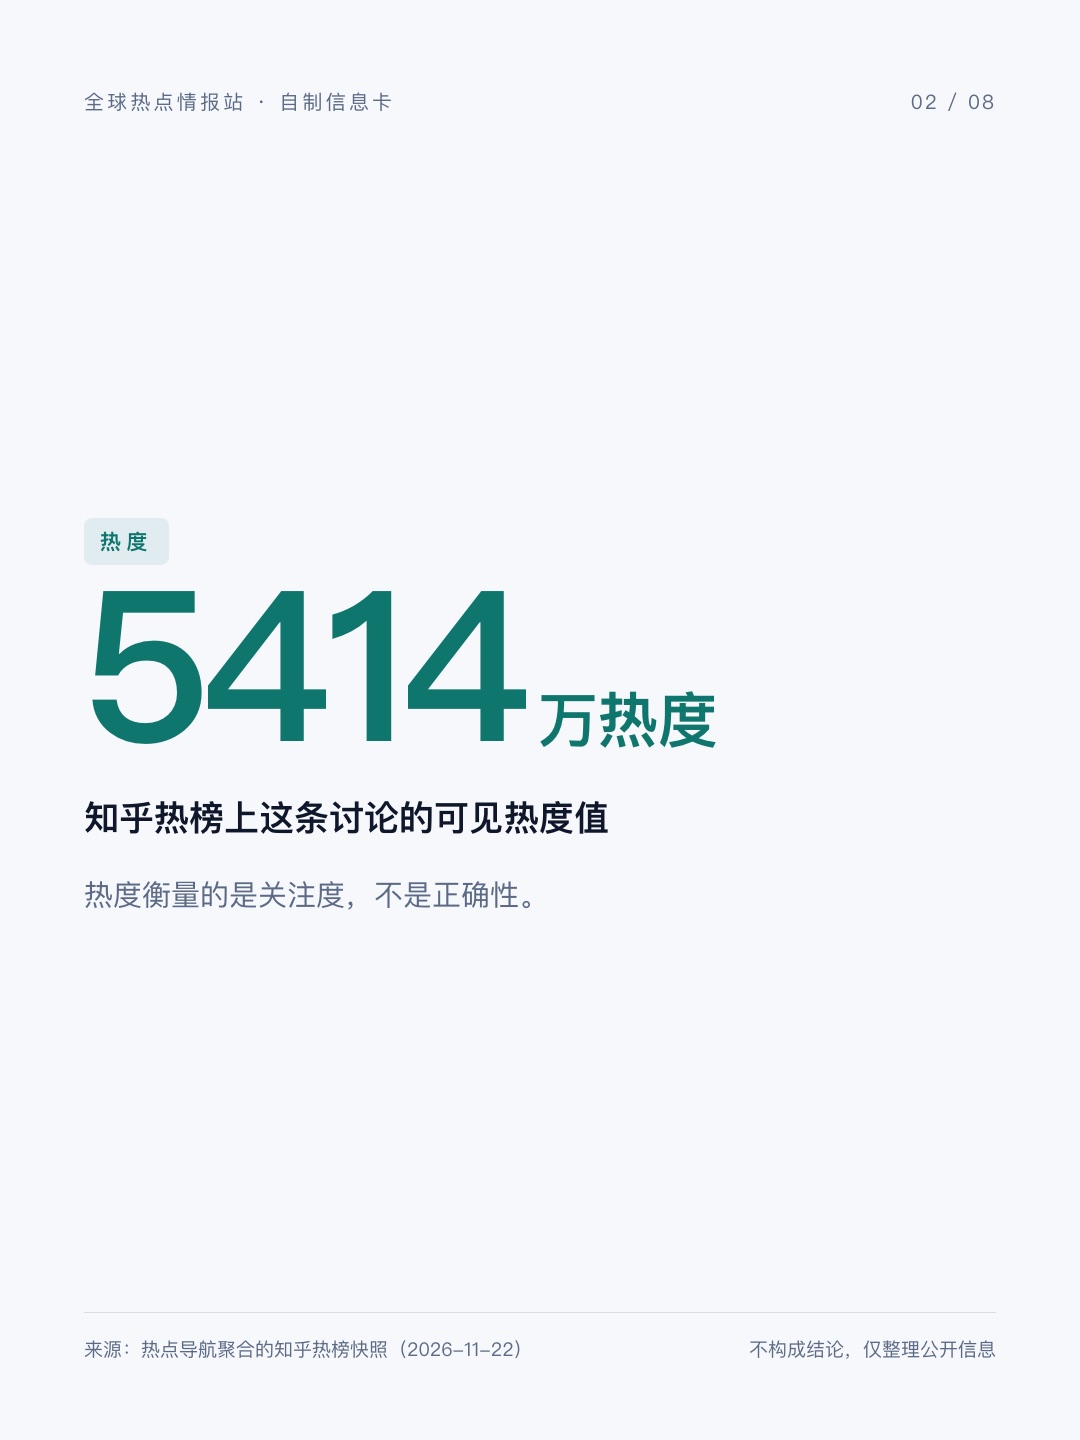 全球热点情报站 · 自制信息卡
02 / 08
热度
5414 万热度
知乎热榜上这条讨论的可见热度值
热度衡量的是关注度，不是正确性。
来源：热点导航聚合的知乎热榜快照（2026-11-22）
不构成结论，仅整理公开信息